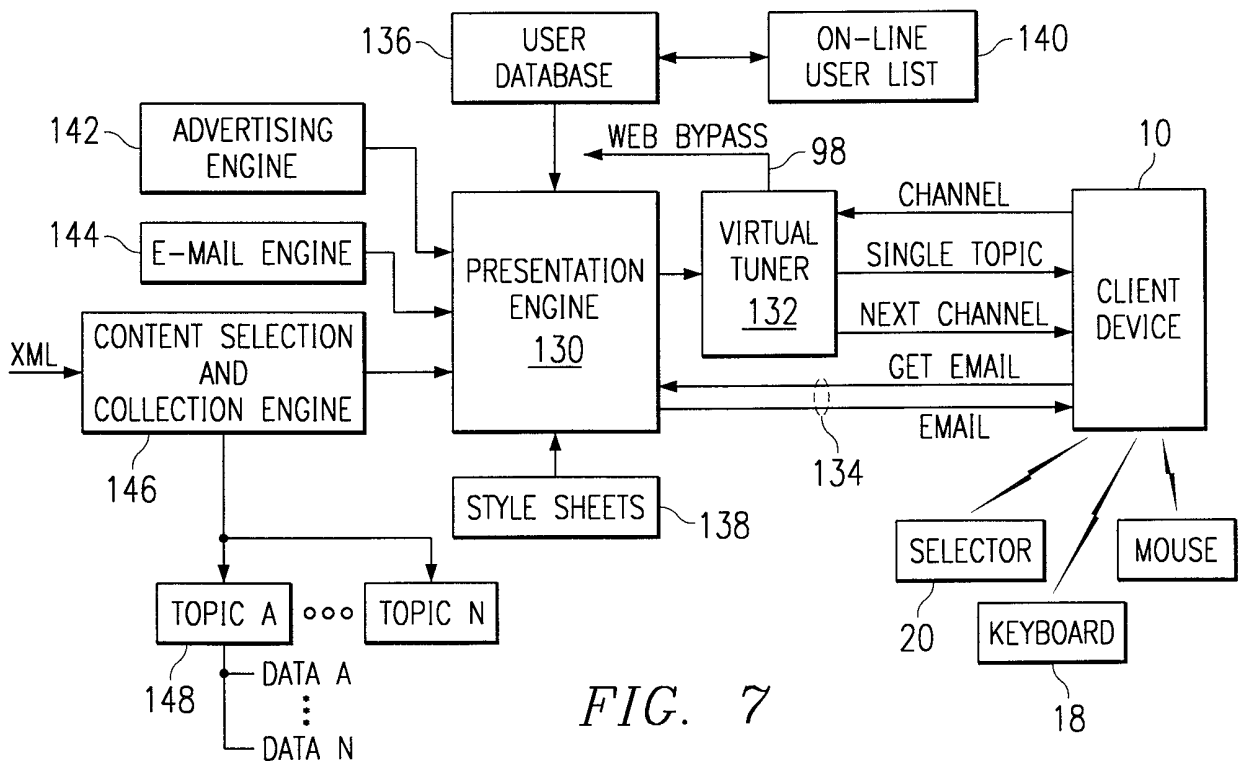 136
USER
DATABASE
ON-LINE
USER LIST
140
142
ADVERTISING
ENGINE
WEB BYPASS
98
10
144
E-MAIL ENGINE
PRESENTATION
ENGINE
130
VIRTUAL
TUNER
132
CHANNEL
SINGLE TOPIC
NEXT CHANNEL
GET EMAIL
EMAIL
134
CLIENT
DEVICE
XML
CONTENT SELECTION
AND
COLLECTION ENGINE
146
STYLE SHEETS
138
SELECTOR
20
MOUSE
KEYBOARD
18
TOPIC A
TOPIC N
148
DATA A
DATA N
FIG. 7